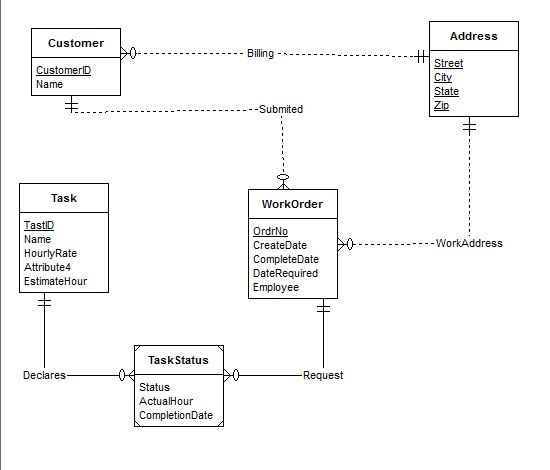 Customer
CustomerID
Name
Billing
Address
Street
City
State
Zip
Submited
Task
TastID
Name
HourlyRate
Attribute4
EstimateHour
WorkOrder
OrdrNo
CreateDate
CompleteDate
DateRequired
Employee
WorkAddress
Declares
TaskStatus
Status
ActualHour
CompletionDate
Request